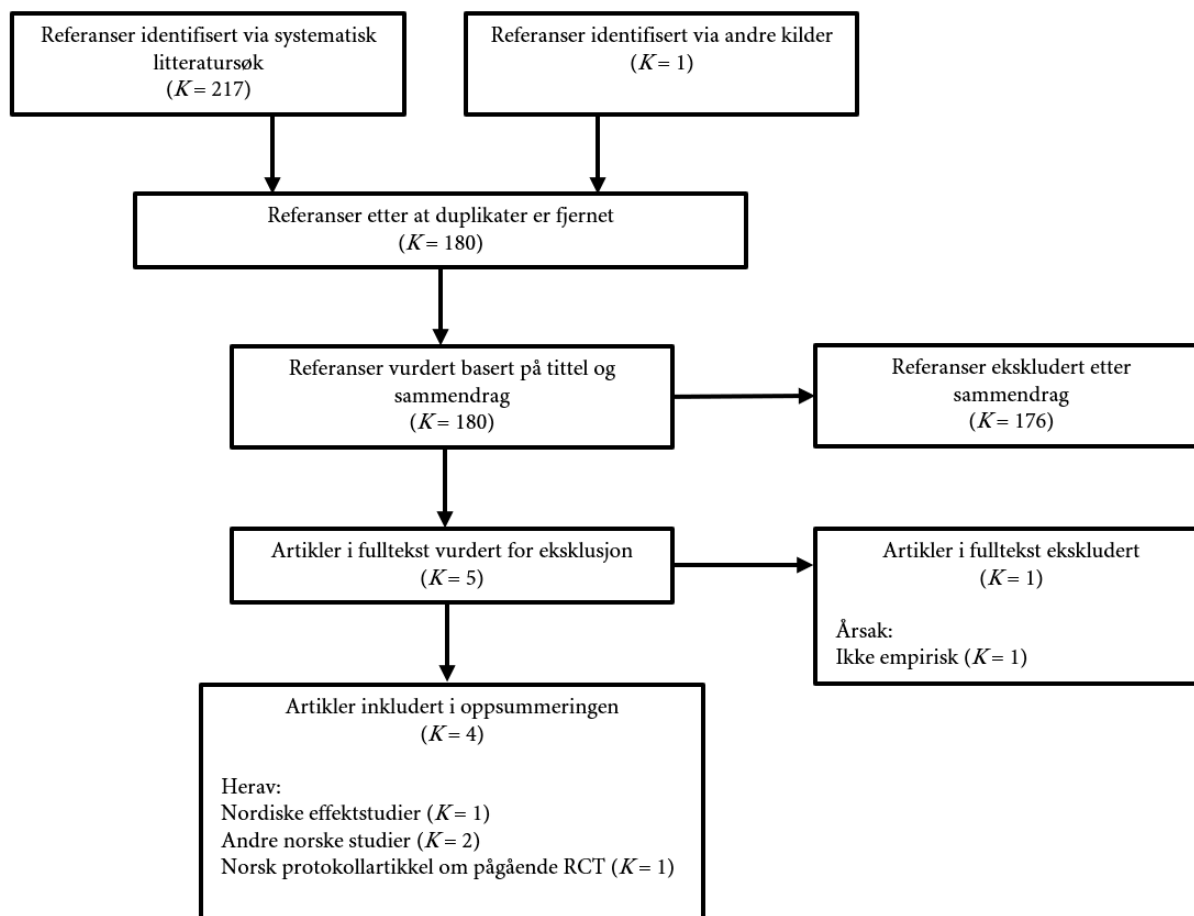 Referanser identifisert via systematisk
litteratursøk
(K = 217)
Referanser identifisert via andre kilder
(K = 1)
Referanser etter at duplikater er fjernet
(K = 180)
Referanser vurdert basert på tittel og
sammendrag
(K = 180)
Referanser ekskludert etter
sammendrag
(K = 176)
Artikler i fulltekst vurdert for eksklusjon
(K = 5)
Artikler i fulltekst ekskludert
(K = 1)
Årsak:
Ikke empirisk (K = 1)
Artikler inkludert i oppsummeringen
(K = 4)
Herav:
Nordiske effektstudier (K = 1)
Andre norske studier (K = 2)
Norsk protokollartikkel om pågående RCT (K = 1)